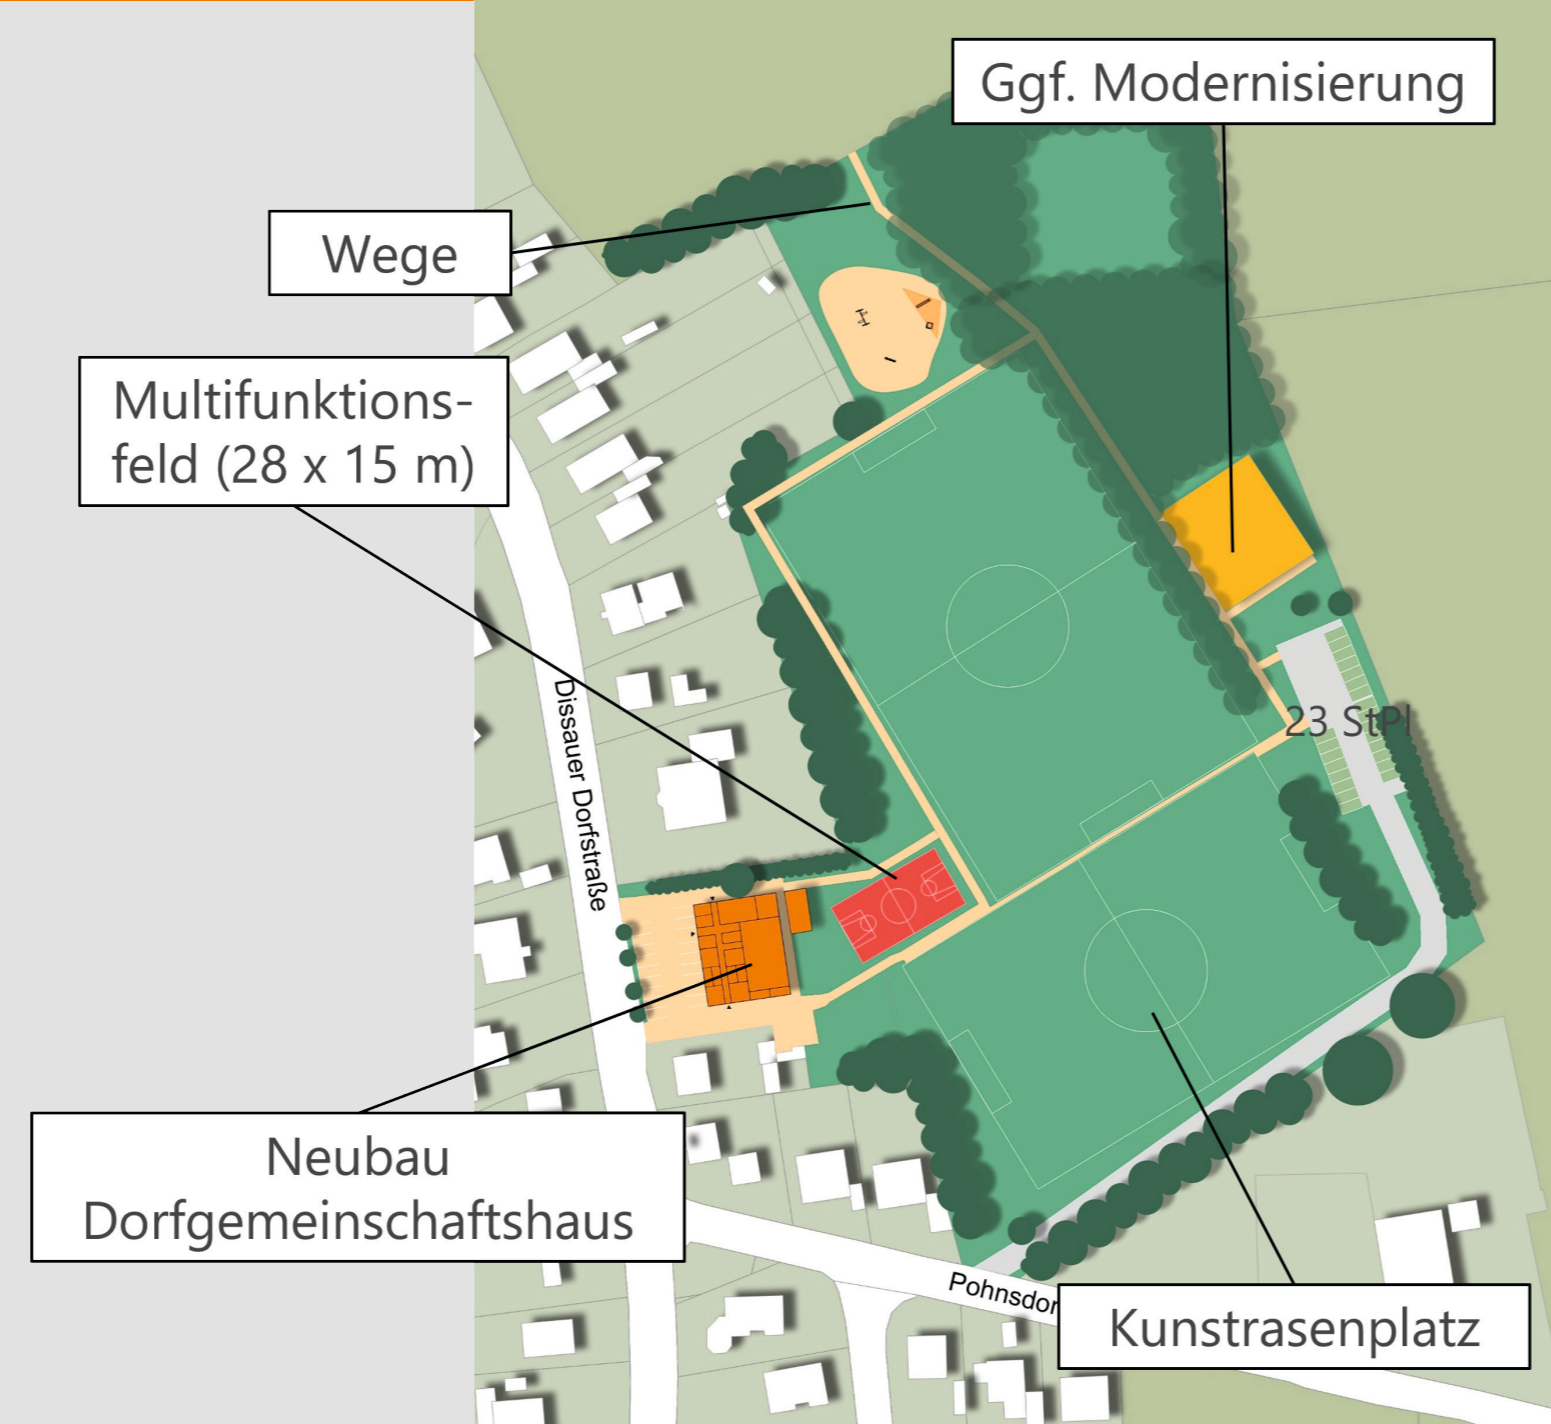 Ggf. Modernisierung
Wege
Multifunktions-
feld (28 x 15 m)
Dissauer Dorfstraße
23 StPl
Neubau
Dorfgemeinschaftshaus
Pohnsdor
Kunstrasenplatz